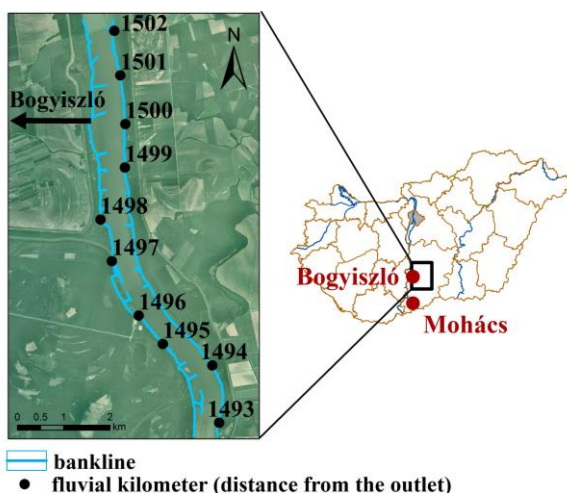 1502
N
1501
Bogyiszló
1500
1499
1498
1497
1496
1495
1494
1493
0 0.5 1 2
km
Bogyiszló
Mohács
bankline
fluvial kilometer (distance from the outlet)